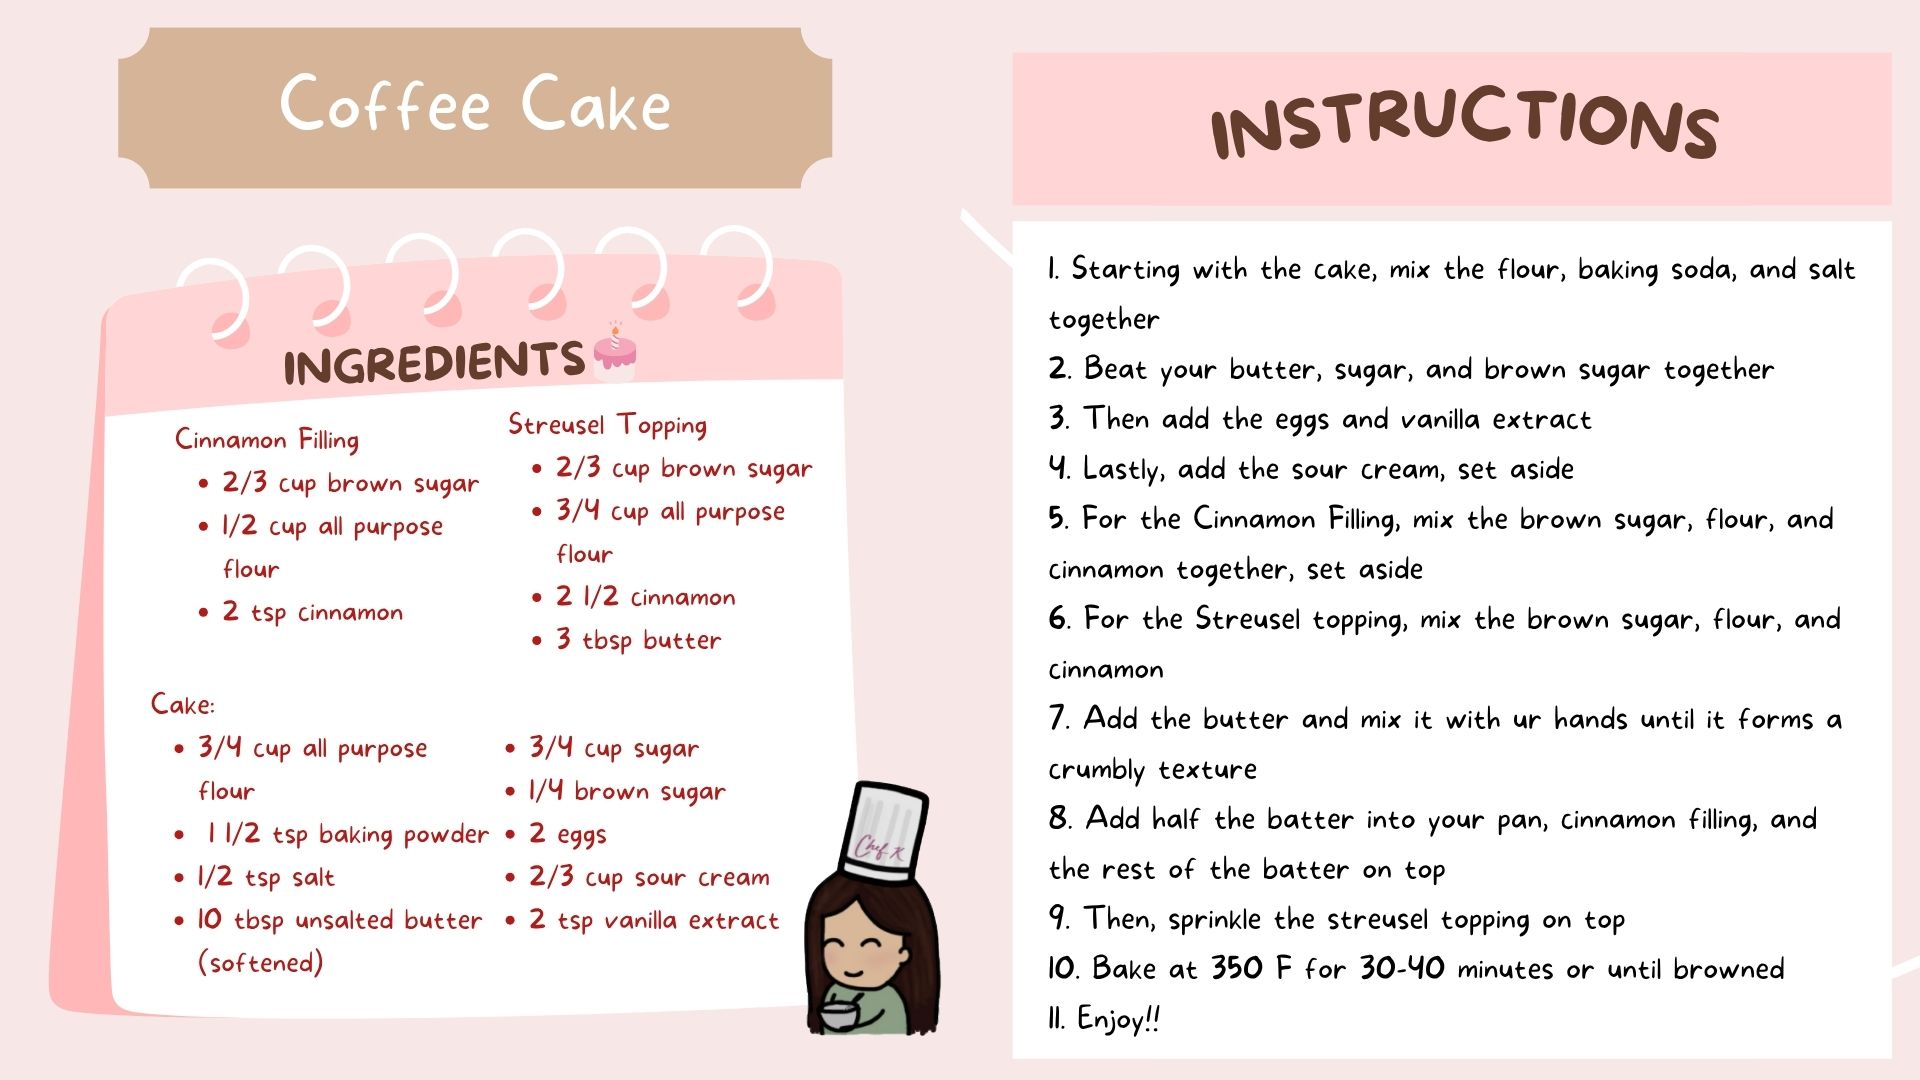 Coffee Cake
INGREDIENTS
Cinnamon Filling
• 2/3 cup brown sugar
• 1/2 cup all purpose
flour
• 2 tsp cinnamon
Streusel Topping
• 2/3 cup brown sugar
• 3/4 cup all purpose
flour
• 2 1/2 cinnamon
• 3 tbsp butter
Cake:
• 3/4 cup all purpose
flour
• 1 1/2 tsp baking powder
• 1/2 tsp salt
• 10 tbsp unsalted butter
(softened)
• 3/4 cup sugar
• 1/4 brown sugar
• 2 eggs
• 2/3 cup sour cream
• 2 tsp vanilla extract
Chef K
INSTRUCTIONS
1. Starting with the cake, mix the flour, baking soda, and salt
together
2. Beat your butter, sugar, and brown sugar together
3. Then add the eggs and vanilla extract
4. Lastly, add the sour cream, set aside
5. For the Cinnamon Filling, mix the brown sugar, flour, and
cinnamon together, set aside
6. For the Streusel topping, mix the brown sugar, flour, and
cinnamon
7. Add the butter and mix it with ur hands until it forms a
crumbly texture
8. Add half the batter into your pan, cinnamon filling, and
the rest of the batter on top
9. Then, sprinkle the streusel topping on top
10. Bake at 350 F for 30-40 minutes or until browned
11. Enjoy!!